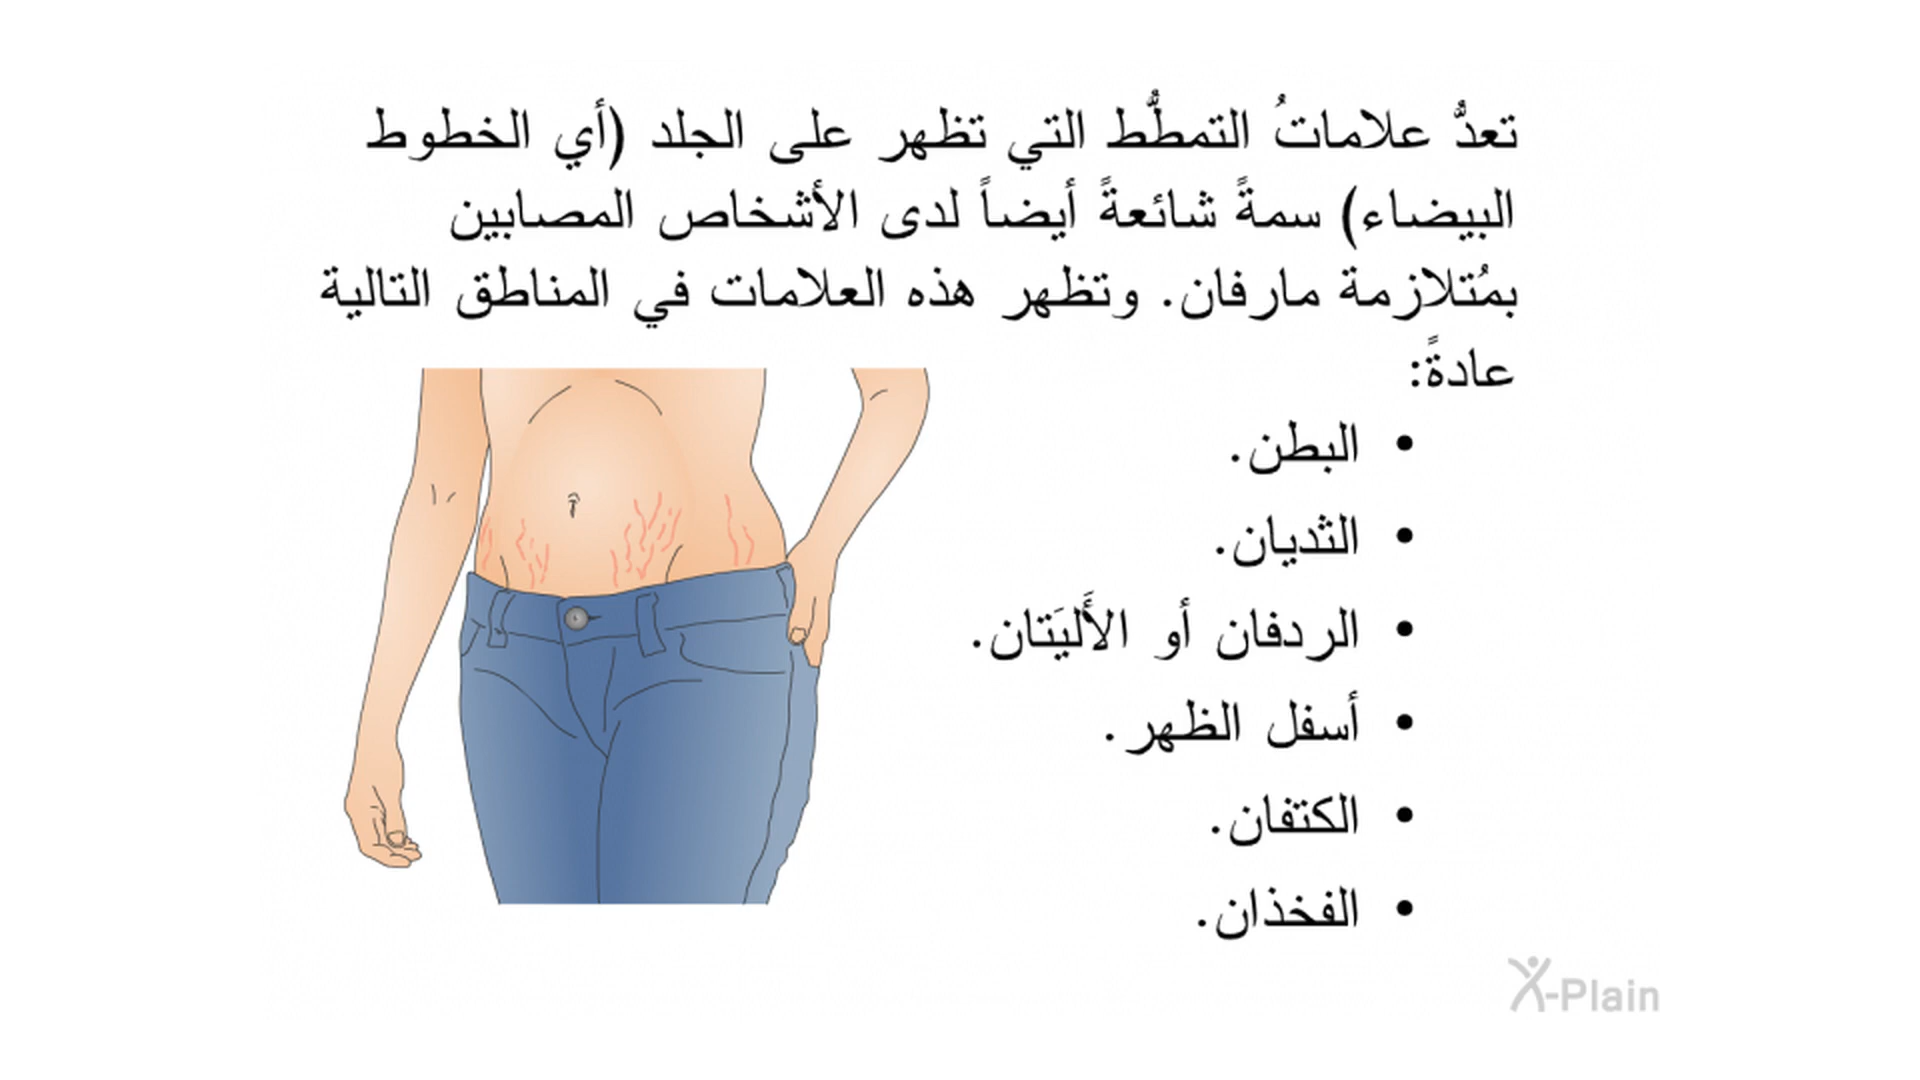 تعدُّ علاماتُ التمطُّط التي تظهر على الجلد (أي الخطوط
البيضاء) سمةً شائعةً أيضاً لدى الأشخاص المصابين
بمُتلازمة مارفان. وتظهر هذه العلامات في المناطق التالية
عادةً:
• البطن.
• الثديان.
• الردفان أو الأَليَتان.
• أسفل الظهر.
• الكتفان.
• الفخذان.
X-Plain